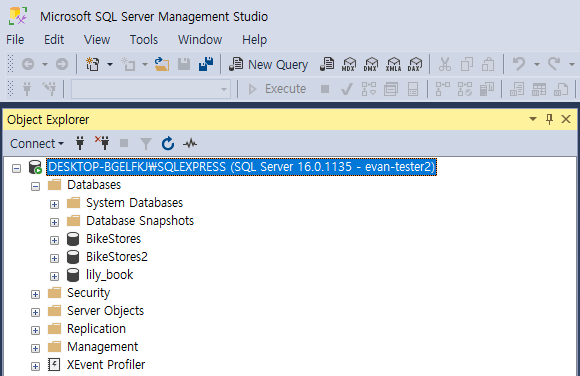 Microsoft SQL Server Management Studio
File Edit View Tools Window Help
New Query MDX DMX XMLA DAX
Execute
Object Explorer
Connect
DESKTOP-BGELFKJ₩SQLEXPRESS (SQL Server 16.0.1135 - evan-tester2)
Databases
System Databases
Database Snapshots
BikeStores
BikeStores2
lily_book
Security
Server Objects
Replication
Management
XEvent Profiler